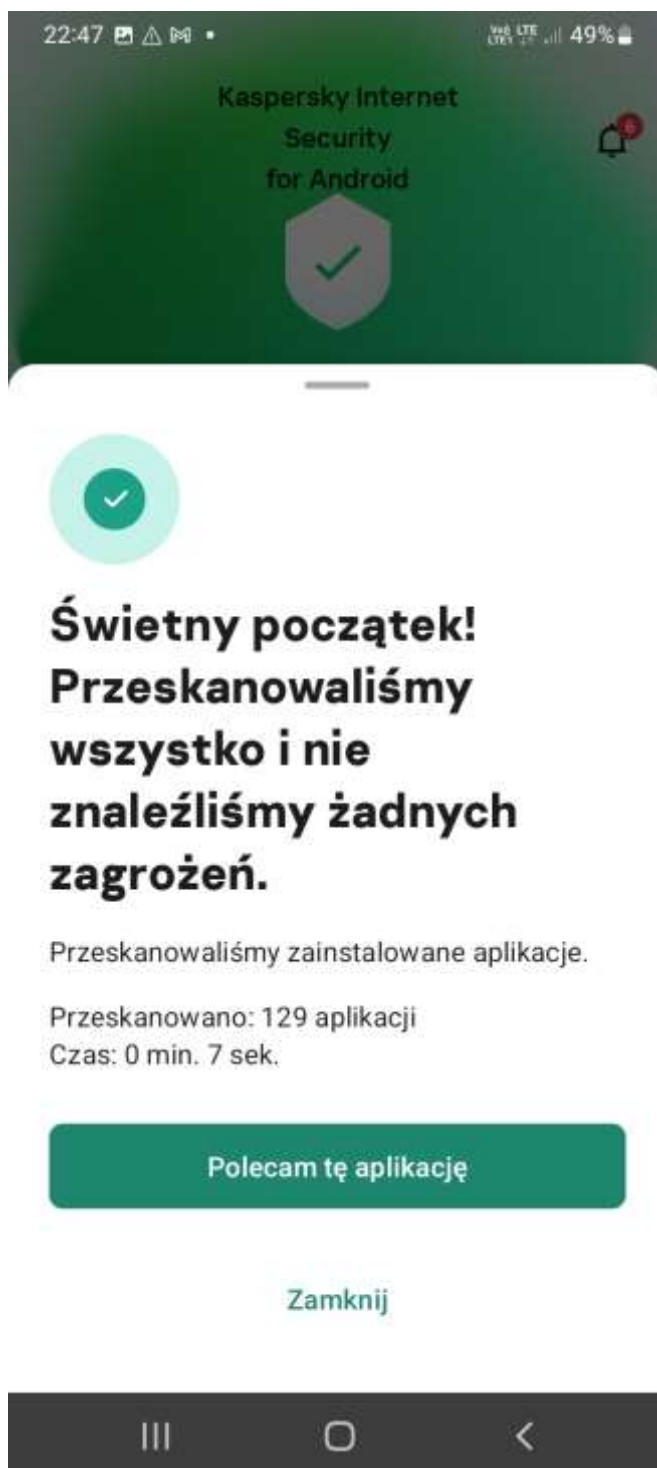 22:47 49%
Kaspersky Internet
Security
for Android
6
Świetny początek!
Przeskanowaliśmy
wszystko i nie
znaleźliśmy żadnych
zagrożeń.
Przeskanowaliśmy zainstalowane aplikacje.
Przeskanowano: 129 aplikacji
Czas: 0 min. 7 sek.
Polecam tę aplikację
Zamknij